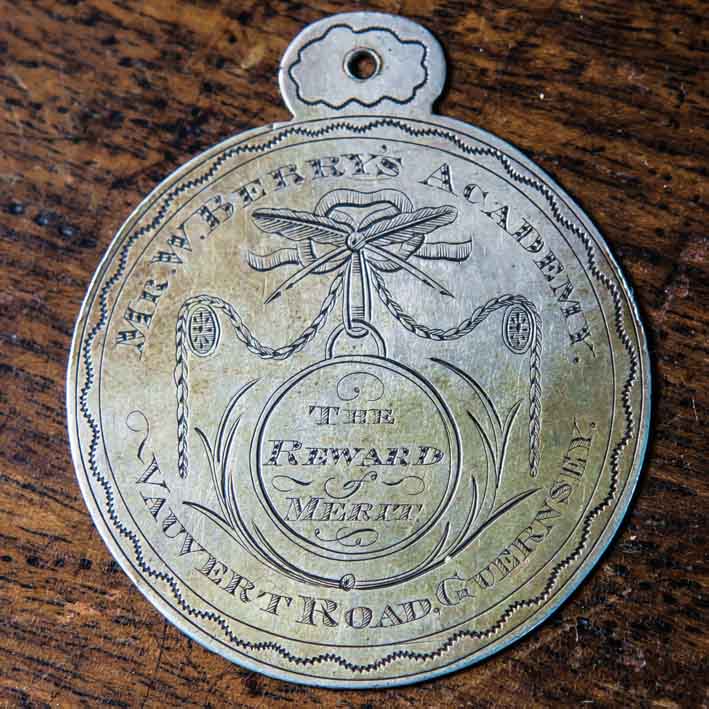 MR. W. BERRY'S ACADEMY.
THE
REWARD
of
MERIT.
VAUVERT ROAD, GUERNSEY.